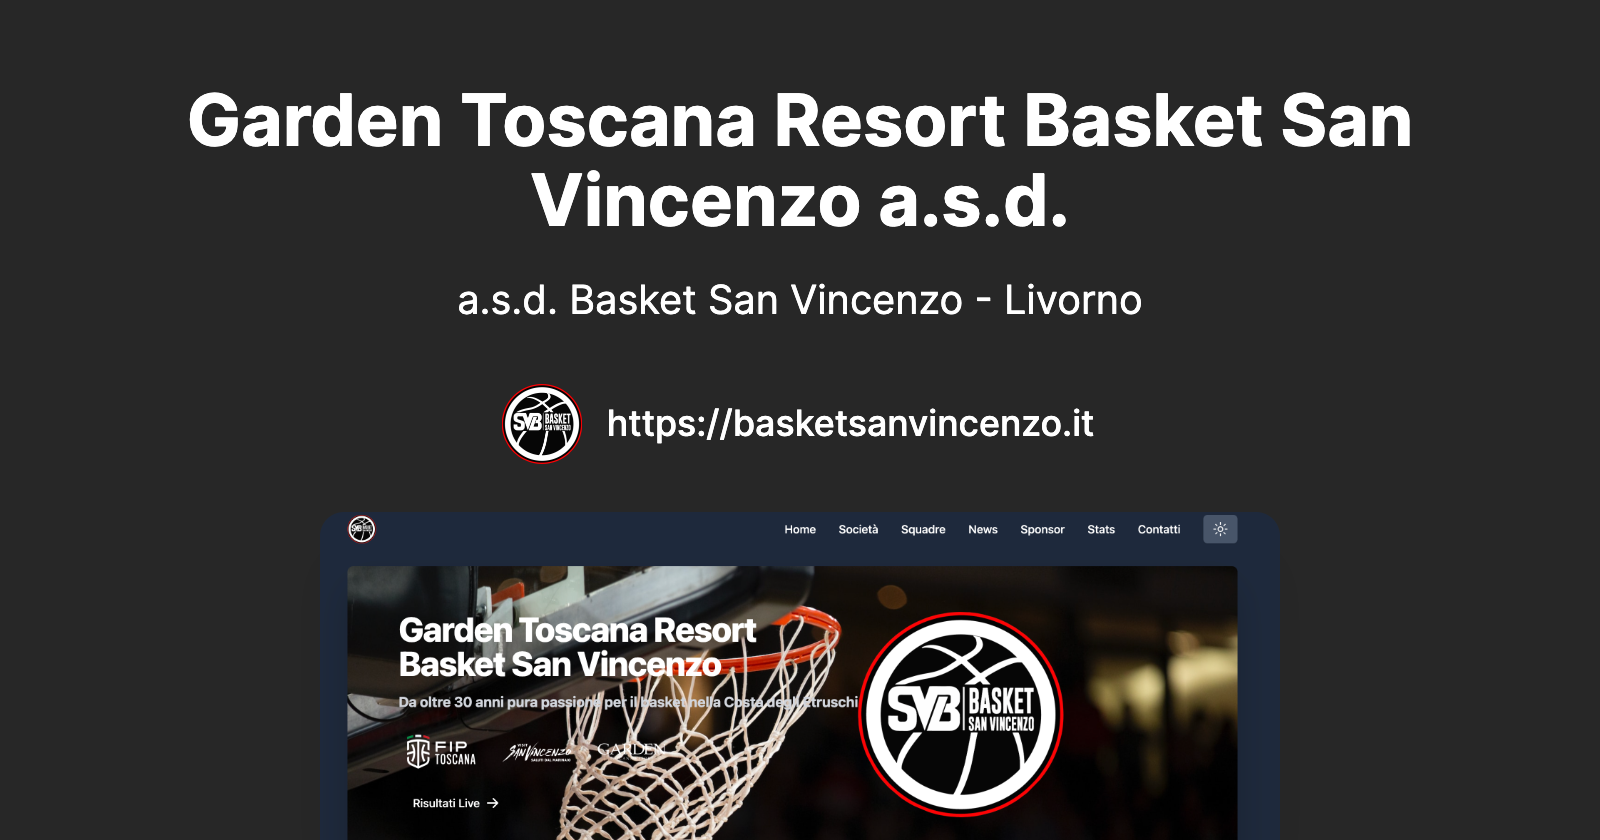 Garden Toscana Resort Basket San
Vincenzo a.s.d.
a.s.d. Basket San Vincenzo - Livorno
SVB BASKET
SAN VINCENZO
https://basketsanvincenzo.it
Home Società Squadre News Sponsor Stats Contatti
Garden Toscana Resort
Basket San Vincenzo
Da oltre 30 anni pura passione per il basket nella Costa degli Etruschi
FIP
TOSCANA
SAN VINCENZO
GARDEN
SVB BASKET
SAN VINCENZO
Risultati Live →